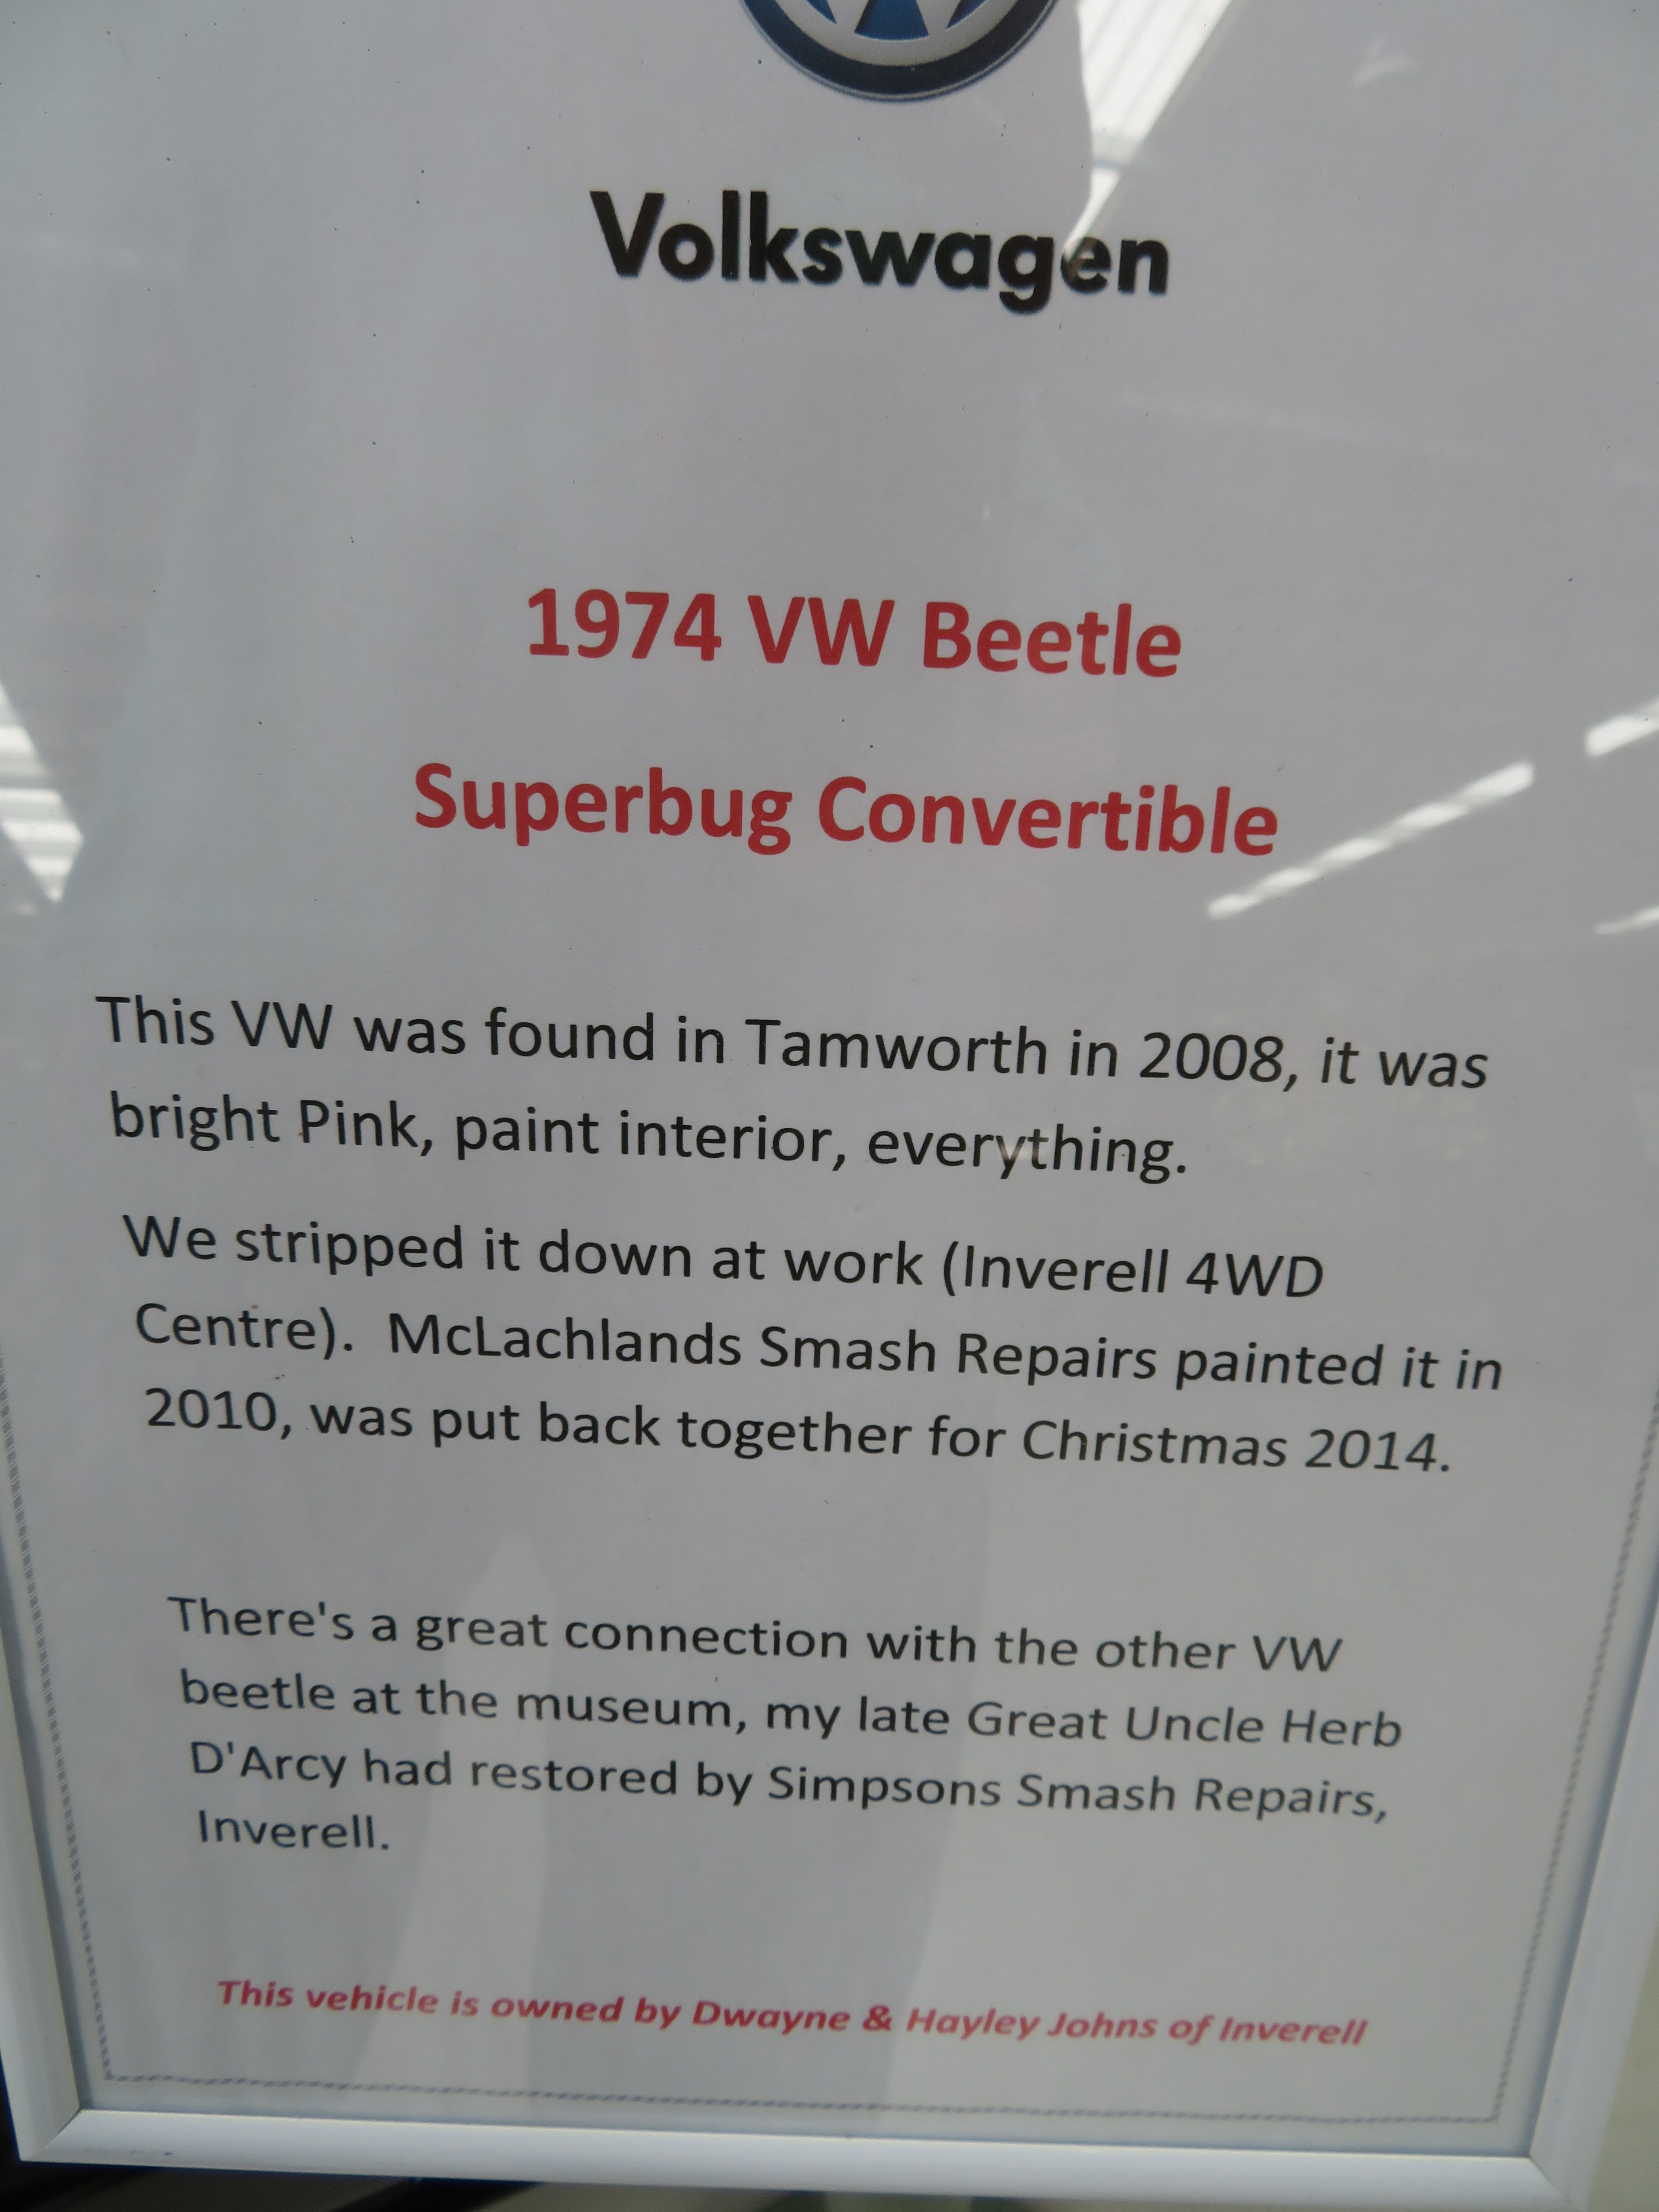 Volkswagen
1974 VW Beetle
Superbug Convertible
This VW was found in Tamworth in 2008, it was
bright Pink, paint interior, everything.
We stripped it down at work (Inverell 4WD
Centre).  McLachlands Smash Repairs painted it in
2010, was put back together for Christmas 2014.
There's a great connection with the other VW
beetle at the museum, my late Great Uncle Herb
D'Arcy had restored by Simpsons Smash Repairs,
Inverell.
This vehicle is owned by Dwayne & Hayley Johns of Inverell